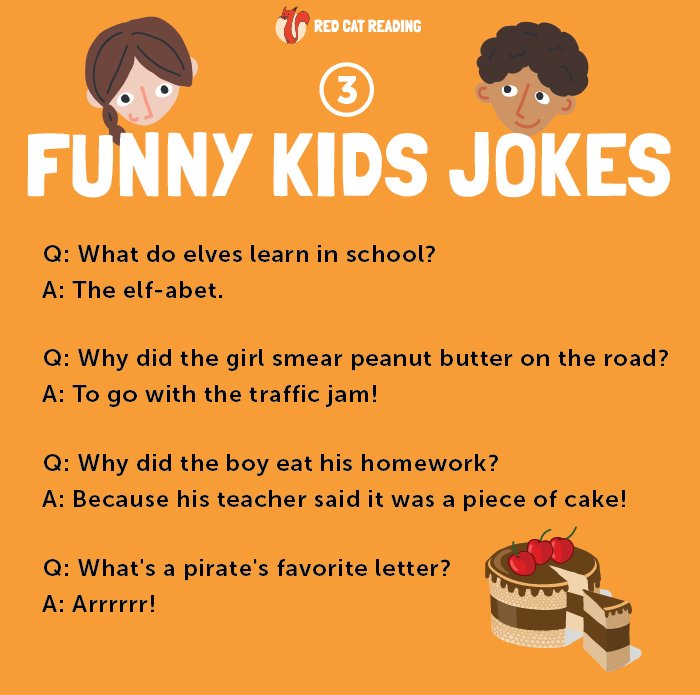 RED CAT READING
3
FUNNY KIDS JOKES
Q: What do elves learn in school?
A: The elf-abet.
Q: Why did the girl smear peanut butter on the road?
A: To go with the traffic jam!
Q: Why did the boy eat his homework?
A: Because his teacher said it was a piece of cake!
Q: What's a pirate's favorite letter?
A: Arrrrrr!